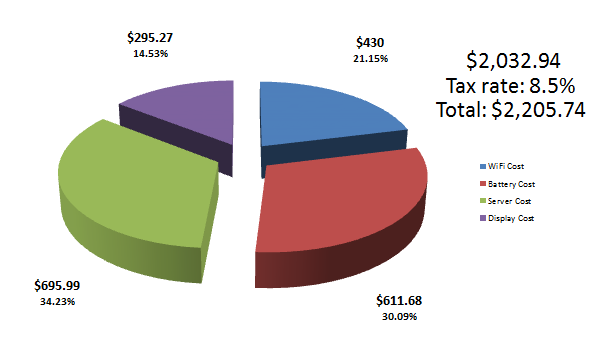 $295.27
14.53%
$430
21.15%
$2,032.94
Tax rate: 8.5%
Total: $2,205.74
WiFi Cost
Battery Cost
Server Cost
Display Cost
$695.99
34.23%
$611.68
30.09%